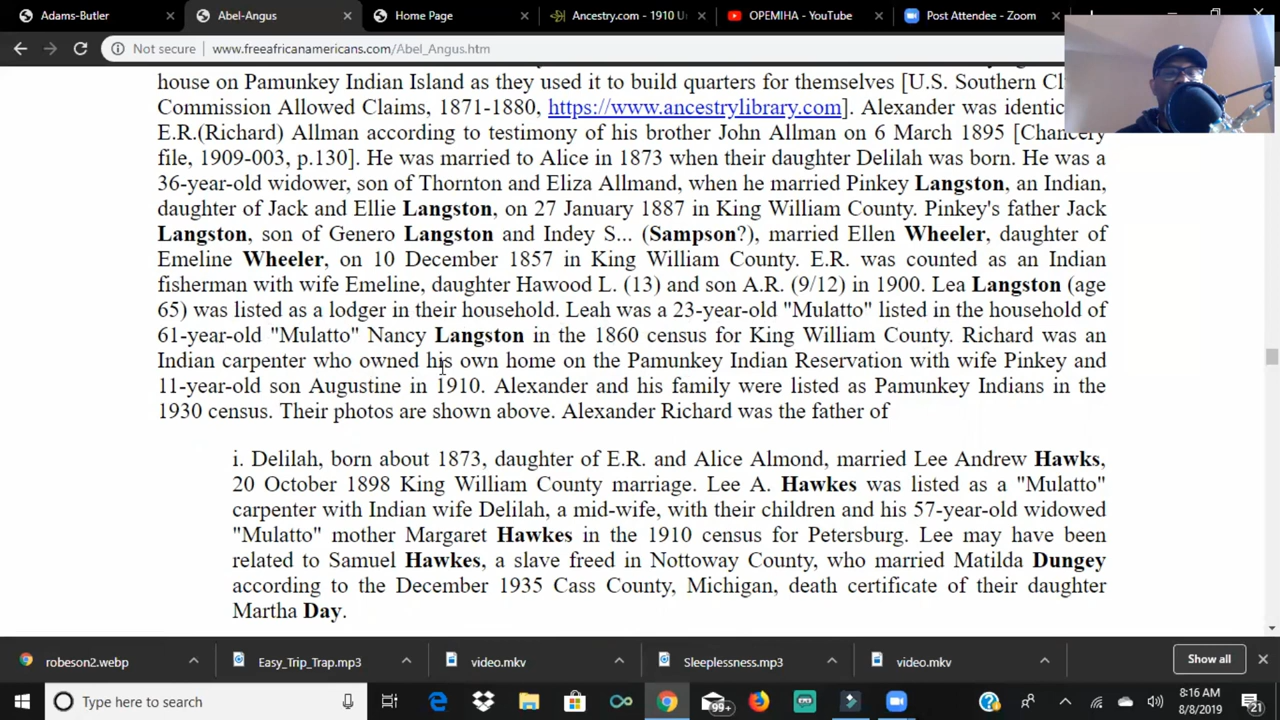 Adams-Butler
Abel-Angus
Home Page
Ancestry.com - 1910 U
OPEMIHA - YouTube
Post Attendee - Zoom
Not secure
www.freeafricanamericans.com/Abel_Angus.htm
house on Pamunkey Indian Island as they used it to build quarters for themselves [U.S. Southern Cl
Commission Allowed Claims, 1871-1880, https://www.ancestrylibrary.com]. Alexander was identic
E.R.(Richard) Allman according to testimony of his brother John Allman on 6 March 1895 [Chancery
file, 1909-003, p.130]. He was married to Alice in 1873 when their daughter Delilah was born. He was a
36-year-old widower, son of Thornton and Eliza Allmand, when he married Pinkey Langston, an Indian,
daughter of Jack and Ellie Langston, on 27 January 1887 in King William County. Pinkey's father Jack
Langston, son of Genero Langston and Indey S... (Sampson?), married Ellen Wheeler, daughter of
Emeline Wheeler, on 10 December 1857 in King William County. E.R. was counted as an Indian
fisherman with wife Emeline, daughter Hawood L. (13) and son A.R. (9/12) in 1900. Lea Langston (age
65) was listed as a lodger in their household. Leah was a 23-year-old "Mulatto" listed in the household of
61-year-old "Mulatto" Nancy Langston in the 1860 census for King William County. Richard was an
Indian carpenter who owned his own home on the Pamunkey Indian Reservation with wife Pinkey and
11-year-old son Augustine in 1910. Alexander and his family were listed as Pamunkey Indians in the
1930 census. Their photos are shown above. Alexander Richard was the father of
i. Delilah, born about 1873, daughter of E.R. and Alice Almond, married Lee Andrew Hawks,
20 October 1898 King William County marriage. Lee A. Hawkes was listed as a "Mulatto"
carpenter with Indian wife Delilah, a mid-wife, with their children and his 57-year-old widowed
"Mulatto" mother Margaret Hawkes in the 1910 census for Petersburg. Lee may have been
related to Samuel Hawkes, a slave freed in Nottoway County, who married Matilda Dungey
according to the December 1935 Cass County, Michigan, death certificate of their daughter
Martha Day.
robeson2.webp
Easy_Trip_Trap.mp3
video.mkv
Sleeplessness.mp3
video.mkv
Show all
Type here to search
99+
8:16 AM
8/8/2019
21